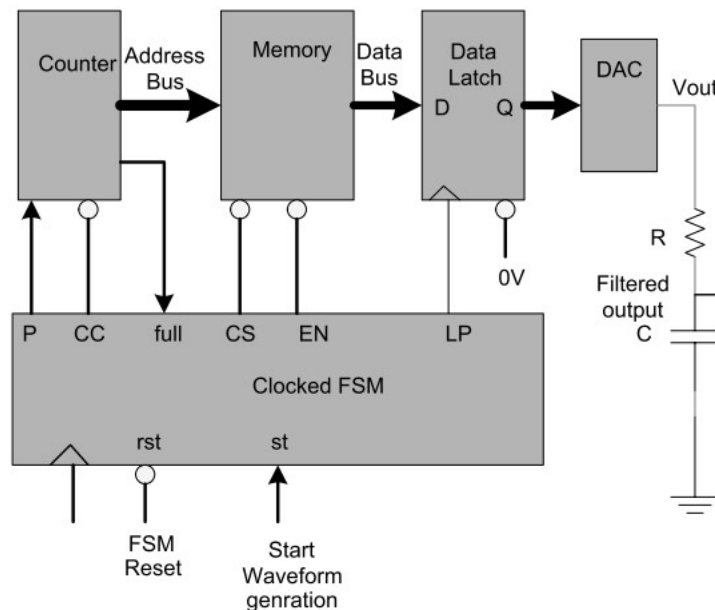 Counter
Address
Bus
Memory
Data
Bus
Data
Latch
D Q
DAC
Vout
R
0V
Filtered
output
C
P CC full CS EN LP
Clocked FSM
rst st
FSM
Reset
Start
Waveform
genration